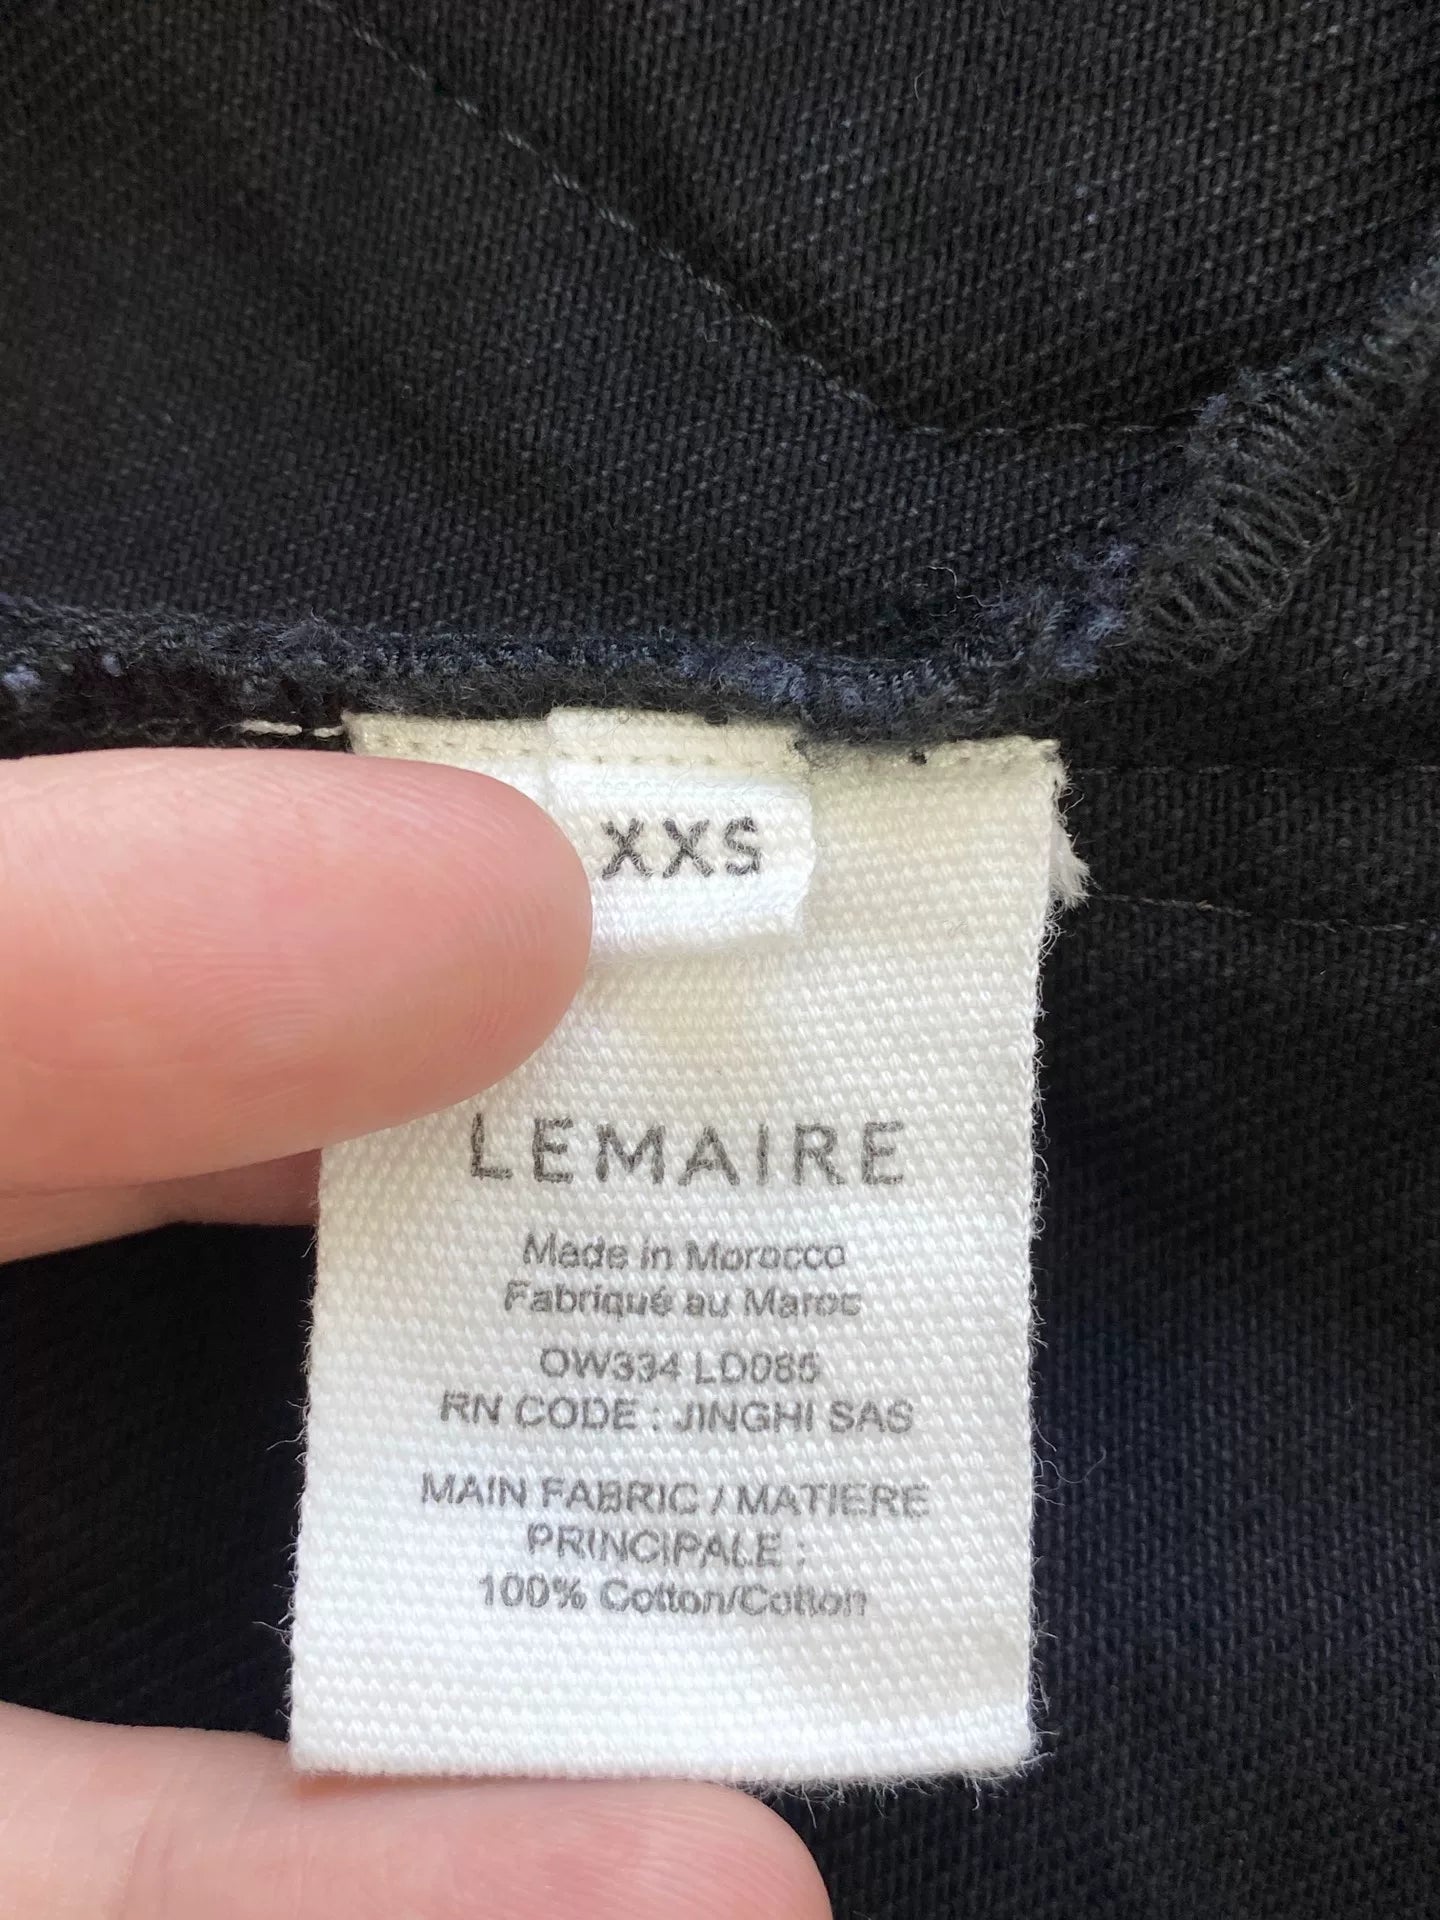 XXS
LEMAIRE
Made in Morocco
Fabriqué au Maroc
OW334 LD085
RN CODE : JINGHI SAS
MAIN FABRIC / MATIERE
PRINCIPALE :
100% Cotton/Cotton